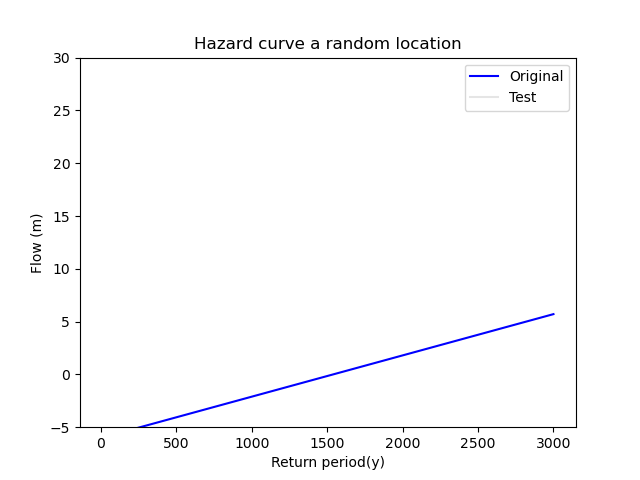 Hazard curve a random location
Original
Test
30
25
20
15
10
5
0
−5
Flow (m)
0 500 1000 1500 2000 2500 3000
Return period(y)